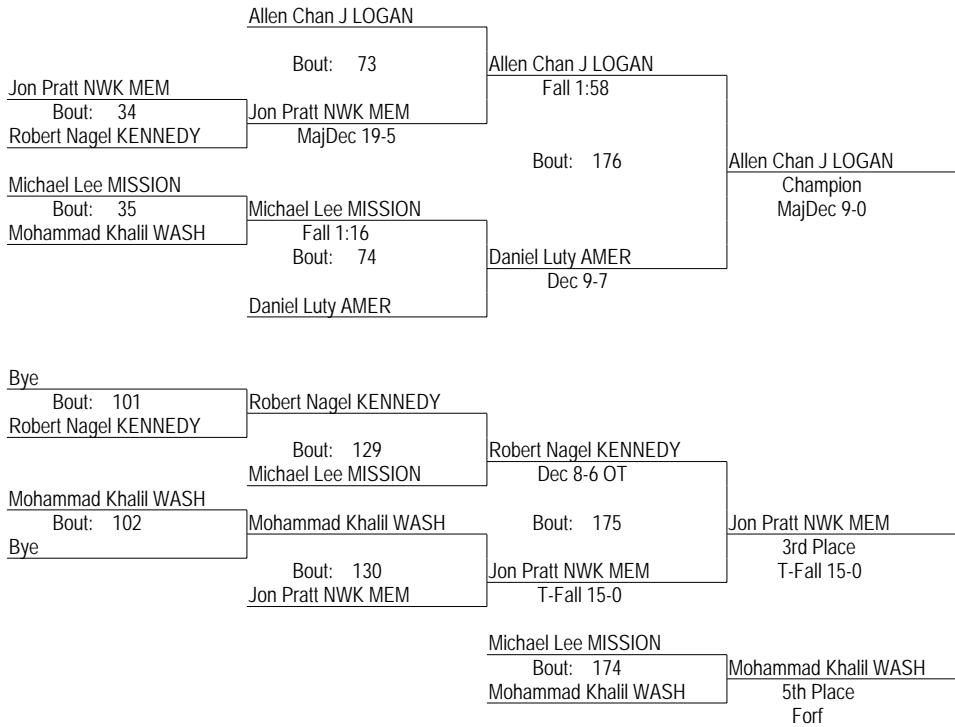 Allen Chan J LOGAN
Bout: 73
Allen Chan J LOGAN
Fall 1:58
Jon Pratt NWK MEM
Bout: 34
Jon Pratt NWK MEM
Robert Nagel KENNEDY
MajDec 19-5
Bout: 176
Allen Chan J LOGAN
Champion
MajDec 9-0
Michael Lee MISSION
Bout: 35
Michael Lee MISSION
Mohammad Khalil WASH
Fall 1:16
Bout: 74
Daniel Luty AMER
Dec 9-7
Daniel Luty AMER
Bye
Bout: 101
Robert Nagel KENNEDY
Robert Nagel KENNEDY
Bout: 129
Robert Nagel KENNEDY
Michael Lee MISSION
Dec 8-6 OT
Mohammad Khalil WASH
Bout: 102
Mohammad Khalil WASH
Bout: 175
Jon Pratt NWK MEM
Bye
3rd Place
T-Fall 15-0
Bout: 130
Jon Pratt NWK MEM
Jon Pratt NWK MEM
T-Fall 15-0
Michael Lee MISSION
Bout: 174
Mohammad Khalil WASH
Mohammad Khalil WASH
5th Place
Forf